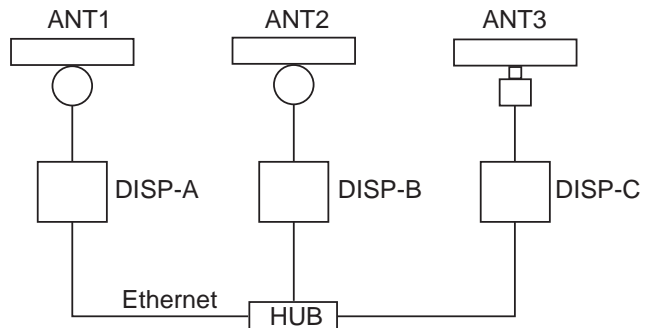 ANT1
ANT2
ANT3
DISP-A
DISP-B
DISP-C
Ethernet
HUB